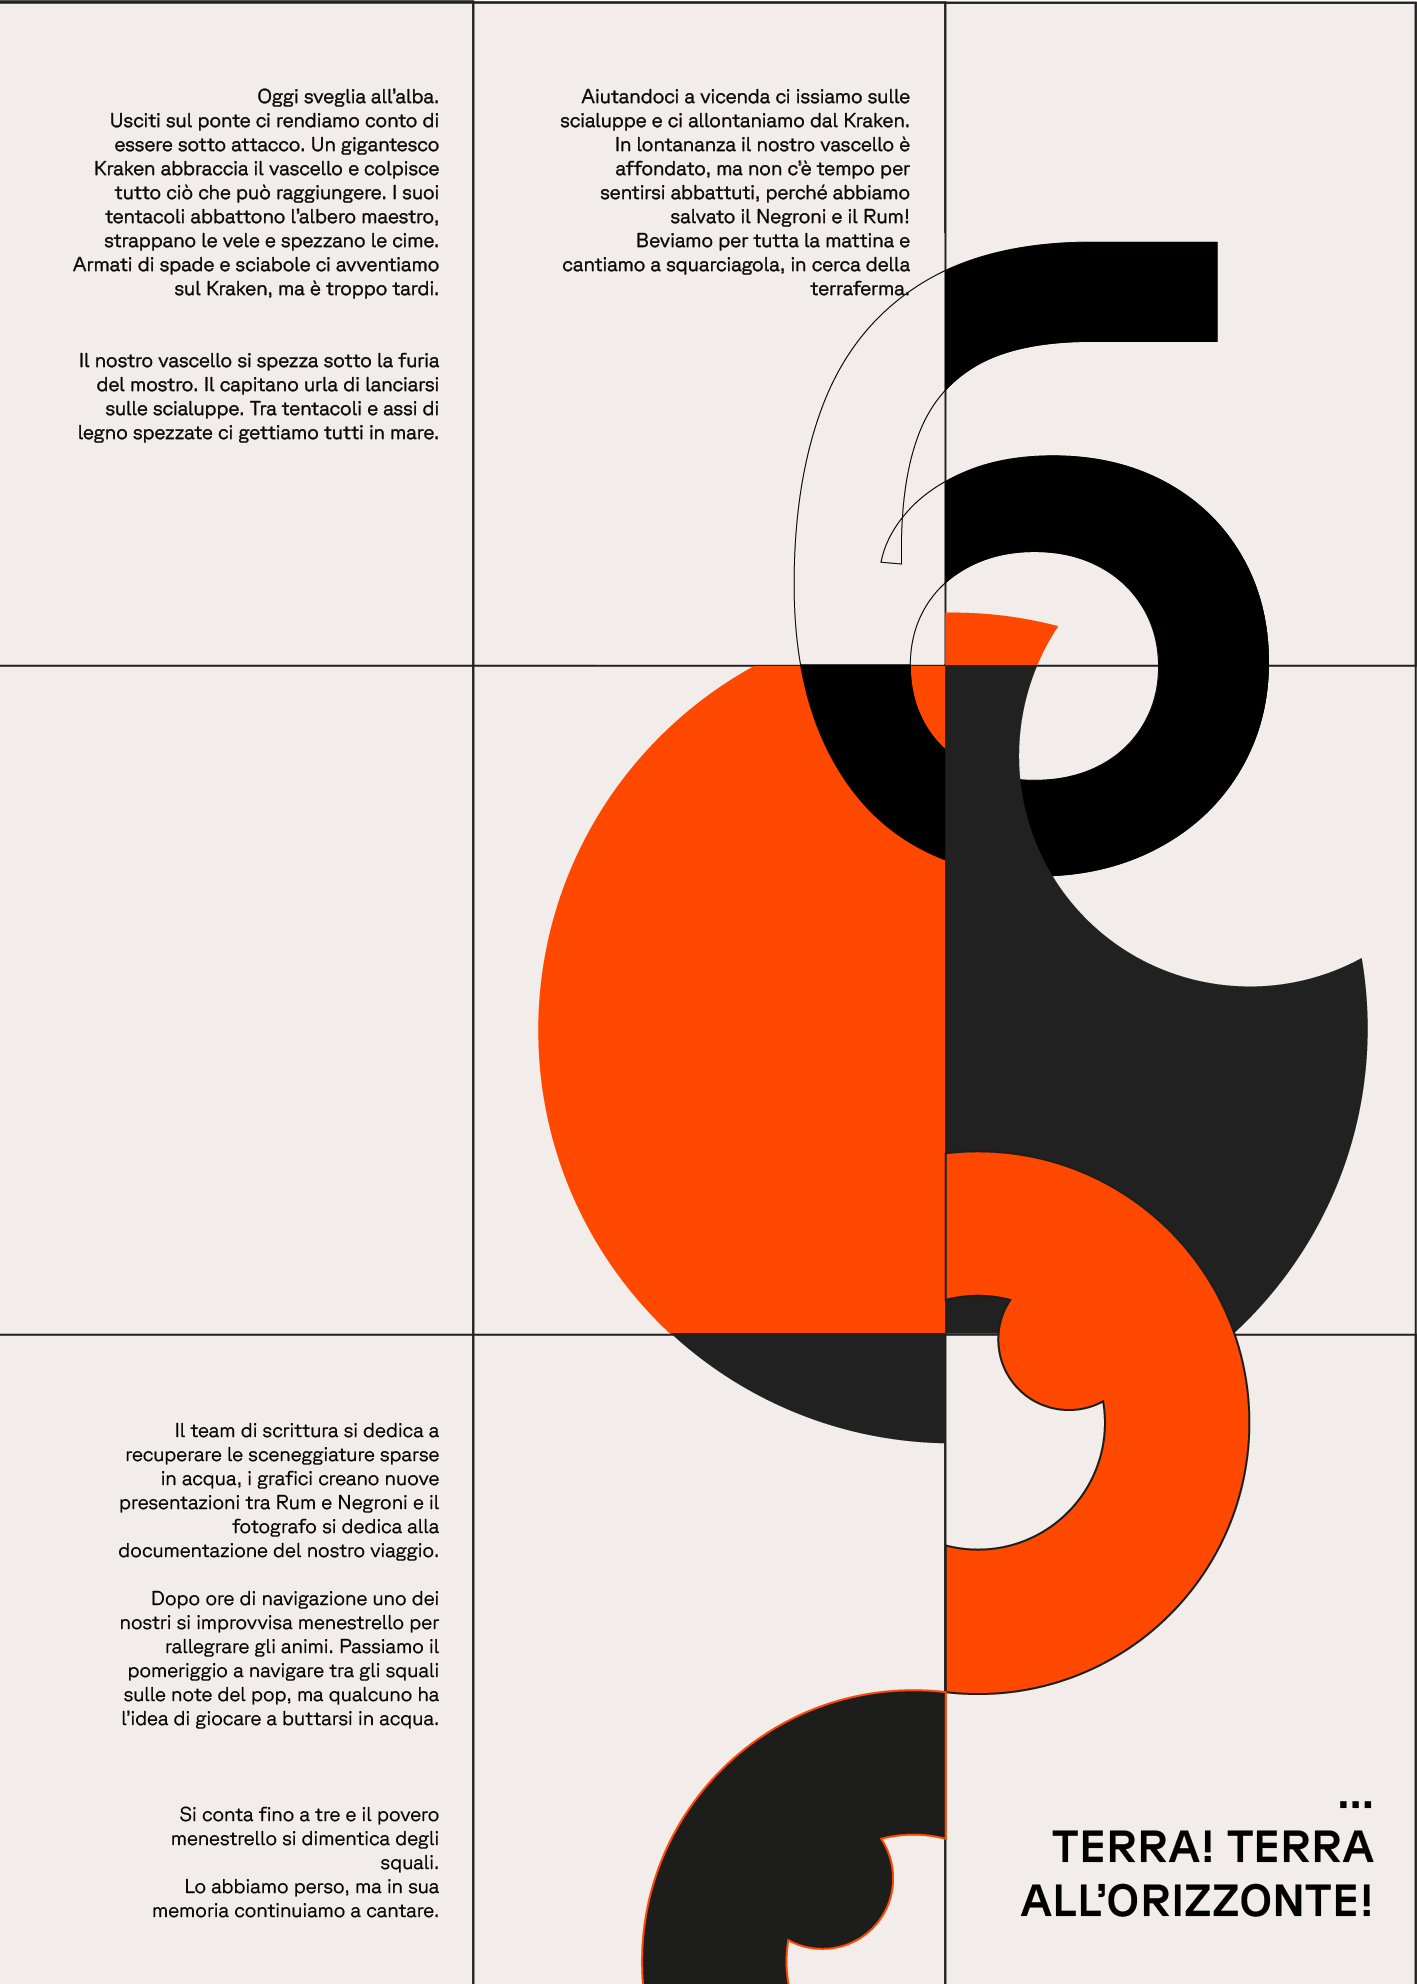 Oggi sveglia all’alba.
Usciti sul ponte ci rendiamo conto di
essere sotto attacco. Un gigantesco
Kraken abbraccia il vascello e colpisce
tutto ciò che può raggiungere. I suoi
tentacoli abbattono l’albero maestro,
strappano le vele e spezzano le cime.
Armati di spade e sciabole ci avventiamo
sul Kraken, ma è troppo tardi.
Il nostro vascello si spezza sotto la furia
del mostro. Il capitano urla di lanciarsi
sulle scialuppe. Tra tentacoli e assi di
legno spezzate ci gettiamo tutti in mare.
Aiutandoci a vicenda ci issiamo sulle
scialuppe e ci allontaniamo dal Kraken.
In lontananza il nostro vascello è
affondato, ma non c’è tempo per
sentirsi abbattuti, perché abbiamo
salvato il Negroni e il Rum!
Beviamo per tutta la mattina e
cantiamo a squarciagola, in cerca della
terraferma.
6
Il team di scrittura si dedica a
recuperare le sceneggiature sparse
in acqua, i grafici creano nuove
presentazioni tra Rum e Negroni e il
fotografo si dedica alla
documentazione del nostro viaggio.
Dopo ore di navigazione uno dei
nostri si improvvisa menestrello per
rallegrare gli animi. Passiamo il
pomeriggio a navigare tra gli squali
sulle note del pop, ma qualcuno ha
l’idea di giocare a buttarsi in acqua.
Si conta fino a tre e il povero
menestrello si dimentica degli
squali.
Lo abbiamo perso, ma in sua
memoria continuiamo a cantare.
...
TERRA! TERRA
ALL’ORIZZONTE!